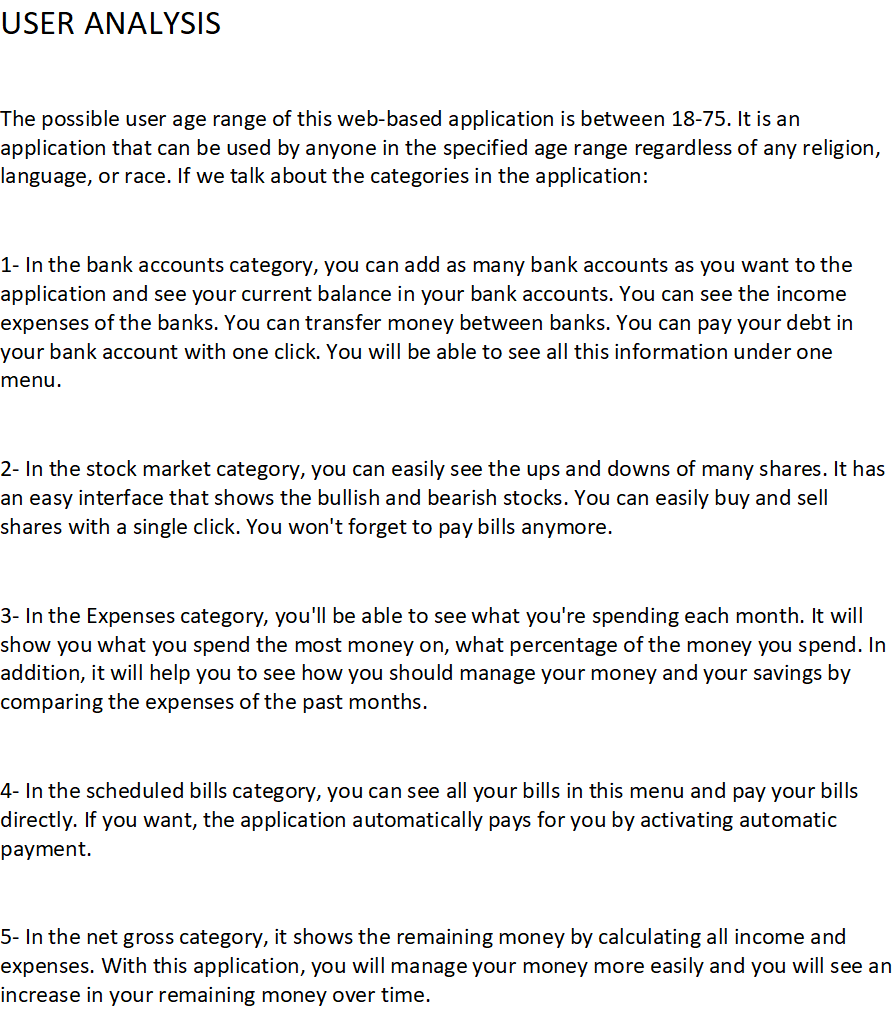 USER ANALYSIS
The possible user age range of this web-based application is between 18-75. It is an
application that can be used by anyone in the specified age range regardless of any religion,
language, or race. If we talk about the categories in the application:
1- In the bank accounts category, you can add as many bank accounts as you want to the
application and see your current balance in your bank accounts. You can see the income
expenses of the banks. You can transfer money between banks. You can pay your debt in
your bank account with one click. You will be able to see all this information under one
menu.
2- In the stock market category, you can easily see the ups and downs of many shares. It has
an easy interface that shows the bullish and bearish stocks. You can easily buy and sell
shares with a single click. You won't forget to pay bills anymore.
3- In the Expenses category, you'll be able to see what you're spending each month. It will
show you what you spend the most money on, what percentage of the money you spend. In
addition, it will help you to see how you should manage your money and your savings by
comparing the expenses of the past months.
4- In the scheduled bills category, you can see all your bills in this menu and pay your bills
directly. If you want, the application automatically pays for you by activating automatic
payment.
5- In the net gross category, it shows the remaining money by calculating all income and
expenses. With this application, you will manage your money more easily and you will see an
increase in your remaining money over time.